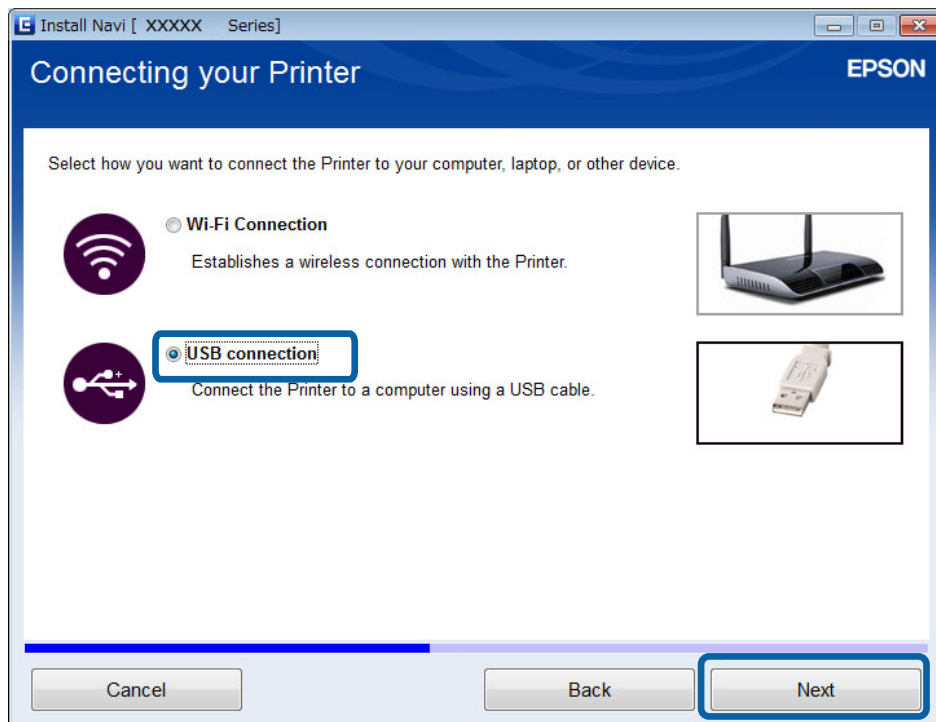 Install Navi [ XXXXX Series]
Connecting your Printer
EPSON
Select how you want to connect the Printer to your computer, laptop, or other device.
Wi-Fi Connection
Establishes a wireless connection with the Printer.
USB connection
Connect the Printer to a computer using a USB cable.
Cancel
Back
Next